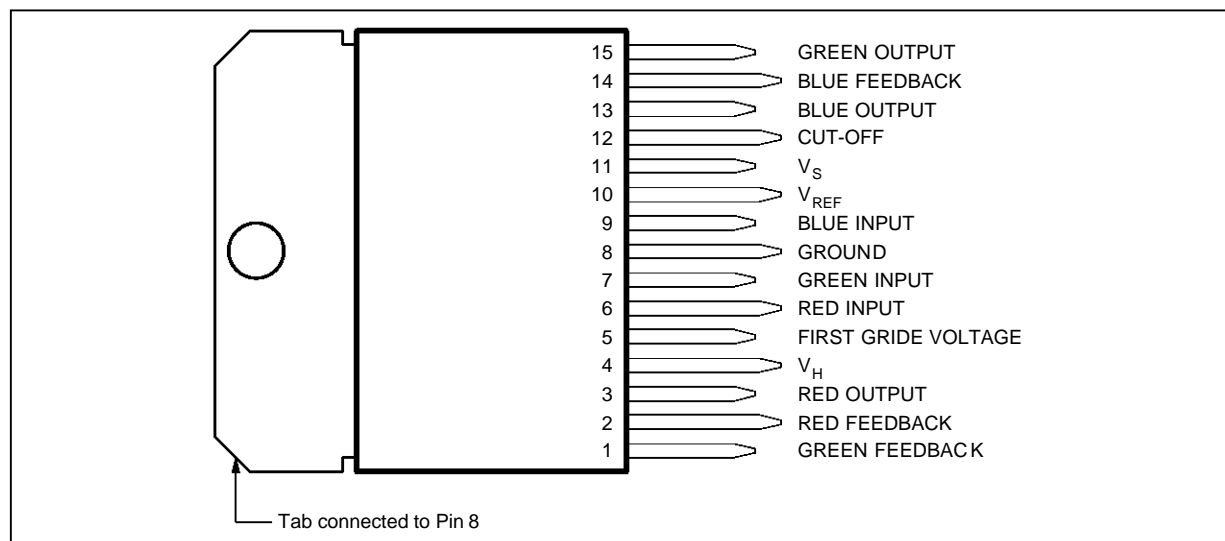 15 GREEN OUTPUT
14 BLUE FEEDBACK
13 BLUE OUTPUT
12 CUT-OFF
11 VS
10 VREF
9 BLUE INPUT
8 GROUND
7 GREEN INPUT
6 RED INPUT
5 FIRST GRIDE VOLTAGE
4 VH
3 RED OUTPUT
2 RED FEEDBACK
1 GREEN FEEDBACK
Tab connected to Pin 8